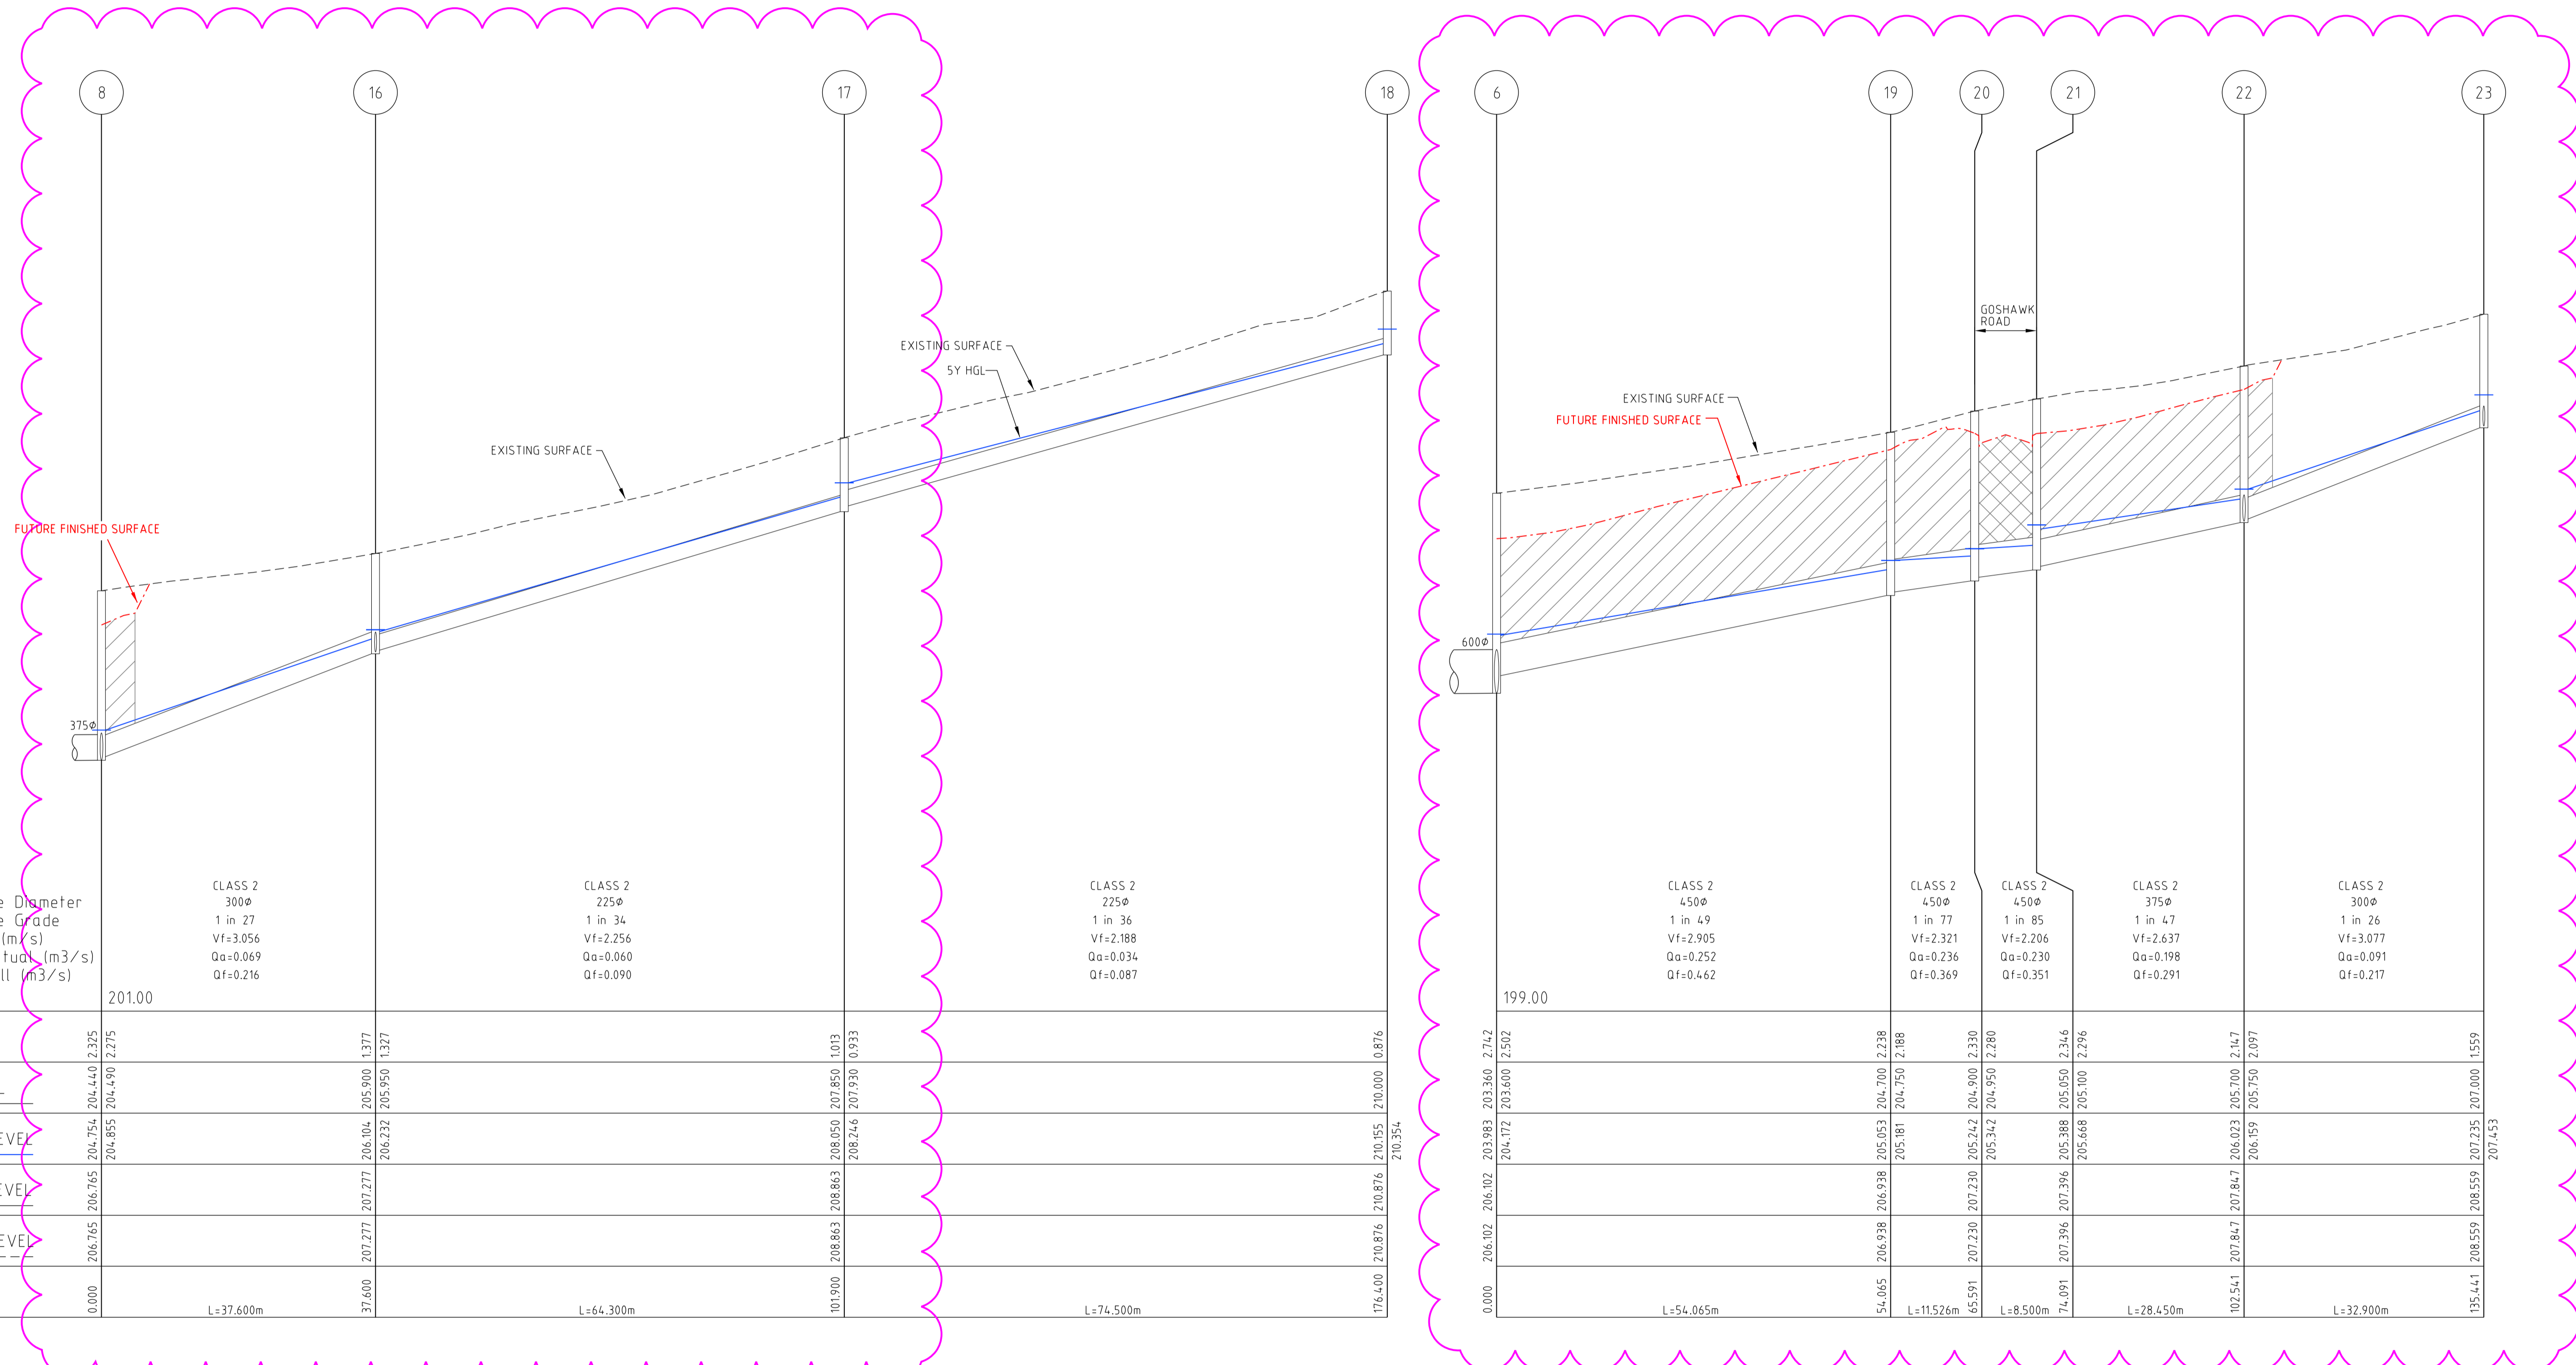 8
16
17
18
6
19
20
21
22
23
GOSHAWK
ROAD
EXISTING SURFACE
5Y HGL
EXISTING SURFACE
FUTURE FINISHED SURFACE
375Ø
EXISTING SURFACE
FUTURE FINISHED SURFACE
600Ø
e Diameter
e Grade
(m/s)
tual (m3/s)
ll (m3/s)
CLASS 2
300Ø
1 in 27
Vf=3.056
Qa=0.069
Qf=0.216
CLASS 2
225Ø
1 in 34
Vf=2.256
Qa=0.060
Qf=0.090
CLASS 2
225Ø
1 in 36
Vf=2.188
Qa=0.034
Qf=0.087
CLASS 2
450Ø
1 in 49
Vf=2.905
Qa=0.252
Qf=0.462
CLASS 2
450Ø
1 in 77
Vf=2.321
Qa=0.236
Qf=0.369
CLASS 2
450Ø
1 in 85
Vf=2.206
Qa=0.230
Qf=0.351
CLASS 2
375Ø
1 in 47
Vf=2.637
Qa=0.198
Qf=0.291
CLASS 2
300Ø
1 in 26
Vf=3.077
Qa=0.091
Qf=0.217
201.00
199.00
2.325
2.275
1.377
1.327
1.013
0.933
0.876
2.742
2.502
2.238
2.188
2.330
2.280
2.346
2.296
2.147
2.097
1.559
204.440
204.490
205.900
205.950
207.850
207.930
210.000
203.360
203.600
204.700
204.750
204.900
204.950
205.050
205.100
205.700
205.750
207.000
EVEL
204.754
204.855
206.104
206.232
208.050
208.246
210.155
210.354
203.983
204.172
205.053
205.181
205.242
205.342
205.388
205.668
206.023
206.159
207.235
207.453
EVEL
206.765
207.277
208.863
210.876
206.102
206.938
207.230
207.396
207.847
208.559
EVEL
206.765
207.277
208.863
210.876
206.102
206.938
207.230
207.396
207.847
208.559
0.000
L=37.600m
37.600
L=64.300m
101.900
L=74.500m
176.400
0.000
L=54.065m
54.065
L=11.526m
65.591
L=8.500m
74.091
L=28.450m
102.541
L=32.900m
135.441